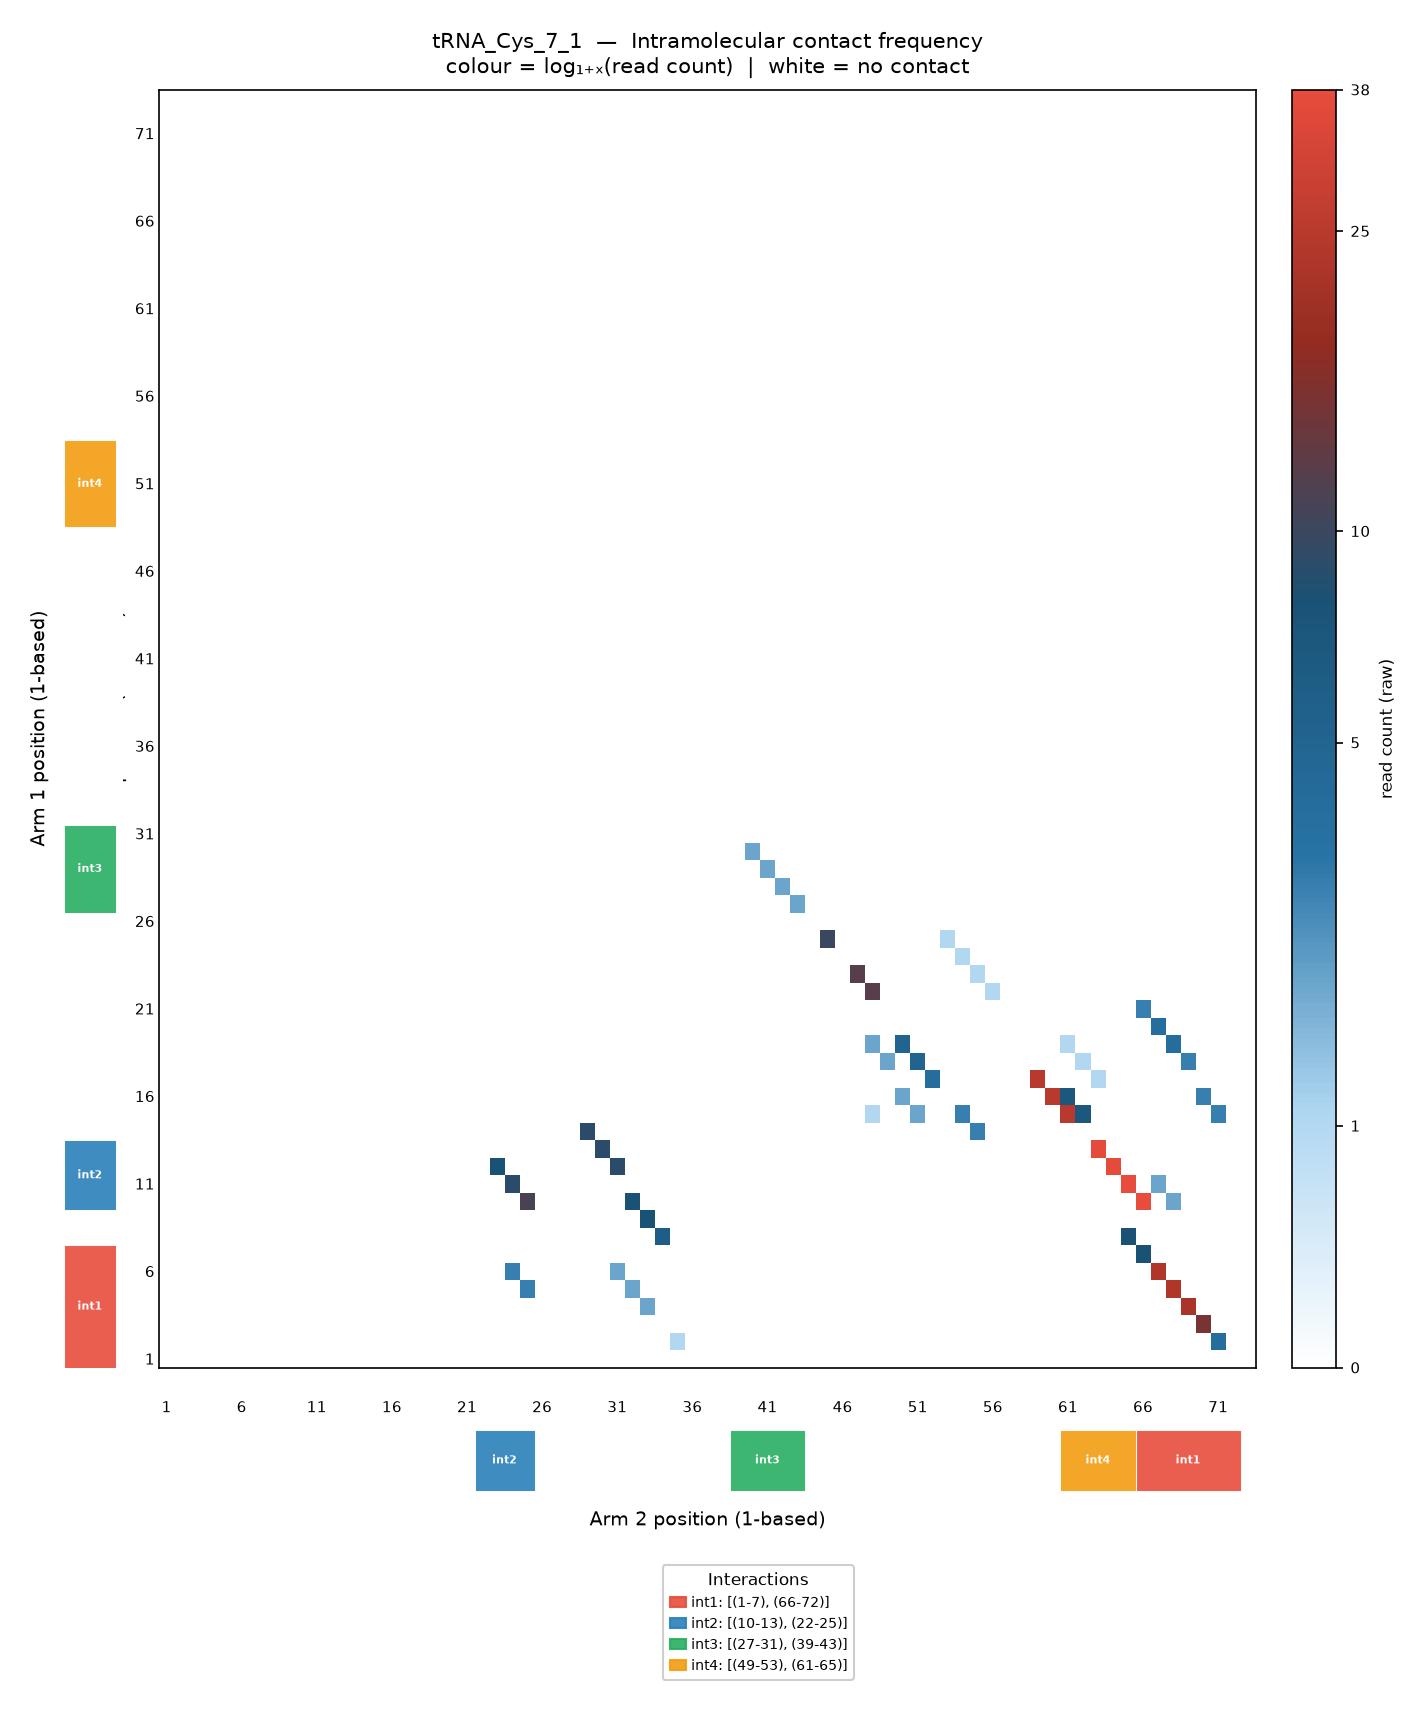 tRNA_Cys_7_1 — Intramolecular contact frequency
colour = log₁₊ₓ(read count) | white = no contact
71
66
61
56
51
46
41
36
31
26
21
16
11
6
1
int4
int3
int2
int1
Arm 1 position (1-based)
38
25
10
5
1
0
read count (raw)
1 6 11 16 21 26 31 36 41 46 51 56 61 66 71
int2 int3 int4 int1
Arm 2 position (1-based)
Interactions
int1: [(1-7), (66-72)]
int2: [(10-13), (22-25)]
int3: [(27-31), (39-43)]
int4: [(49-53), (61-65)]